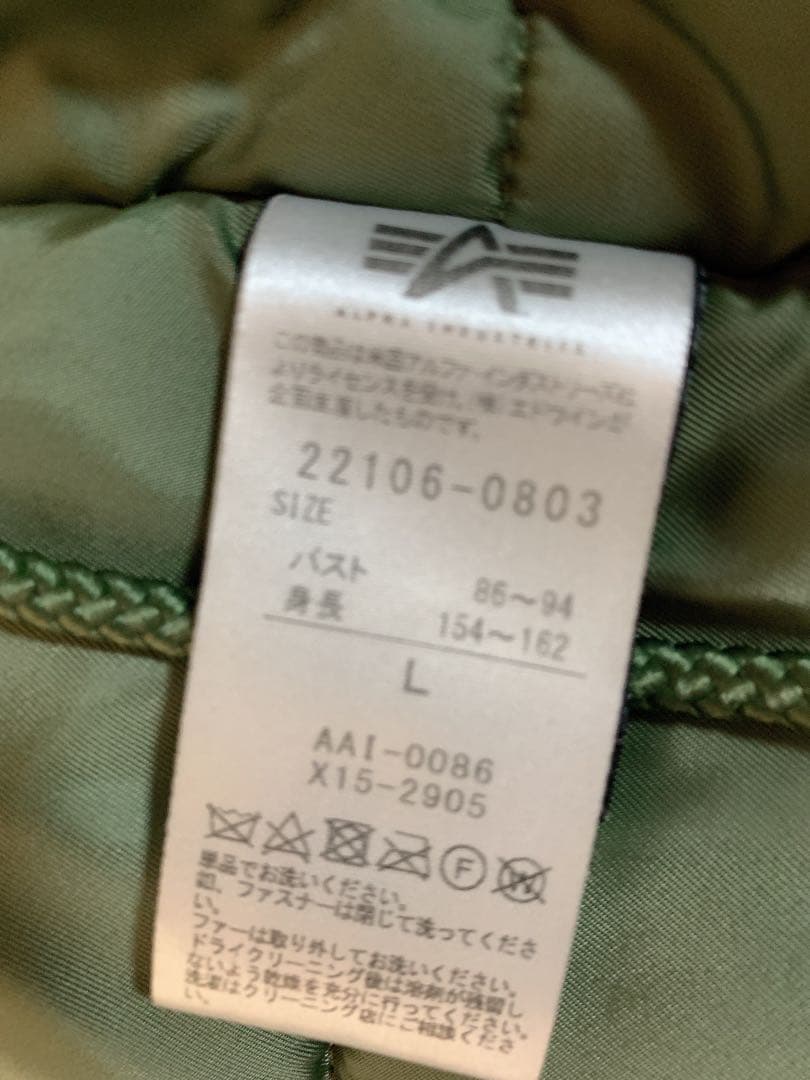 ALPHA INDUSTRIES
この商品は米国アルファーインダストリーズ社
よりライセンスを受け、(株)エドウインが
企画生産したものです。
22106-0803
SIZE
バスト 86〜94
身長 154〜162
L
AAI-0086
X15-2905
F W
単品でお洗いください。
釦、ファスナーは閉じて洗ってくださ
い。
ファーは取り外してお洗いください。
ドライクリーニング後は溶剤が残留し
ないよう乾燥を充分に行ってください。
洗濯はクリーニング店にご相談くださ
い。